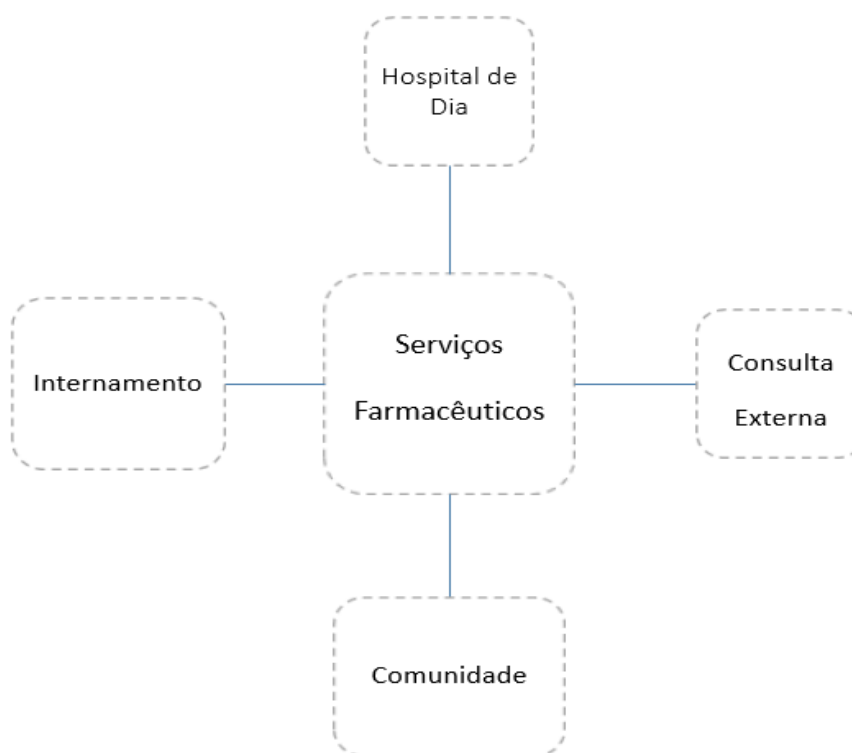 Hospital de
Dia
Serviços
Farmacêuticos
Internamento
Consulta
Externa
Comunidade